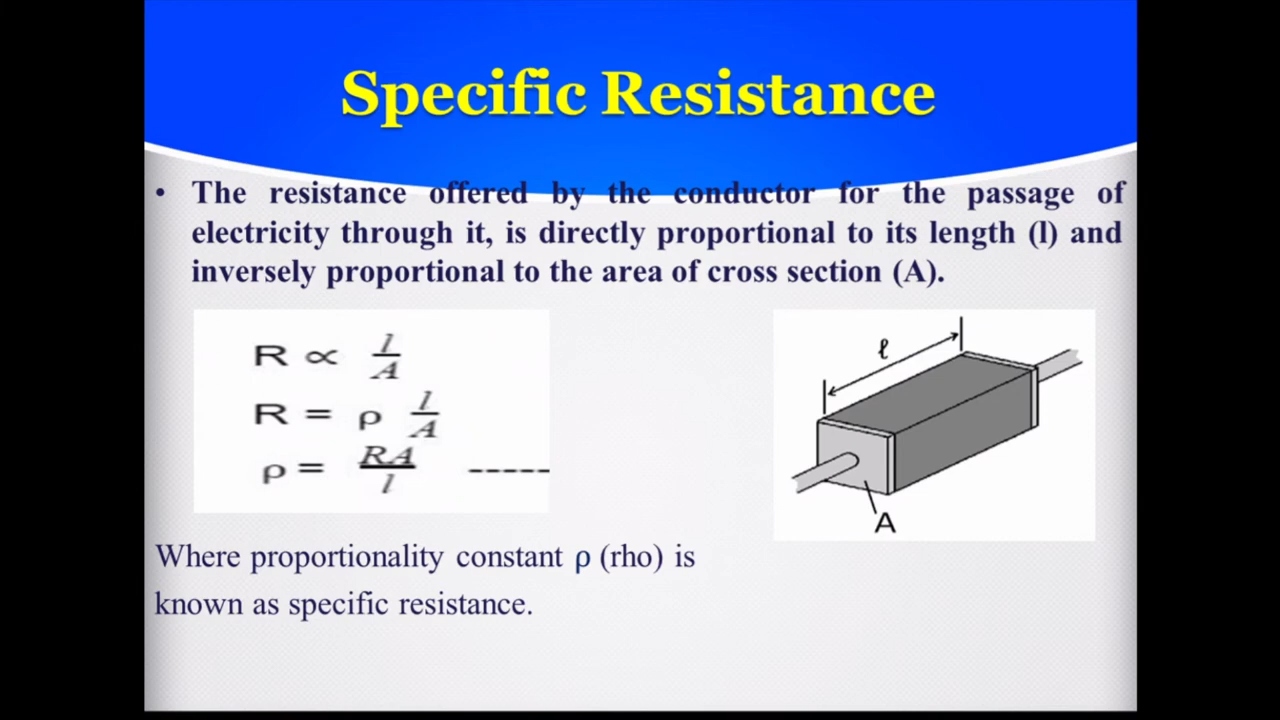 Specific Resistance
• The resistance offered by the conductor for the passage of
electricity through it, is directly proportional to its length (l) and
inversely proportional to the area of cross section (A).
R ∝ l/A
R = ρ l/A
ρ = RA/l -----
ℓ
A
Where proportionality constant ρ (rho) is
known as specific resistance.